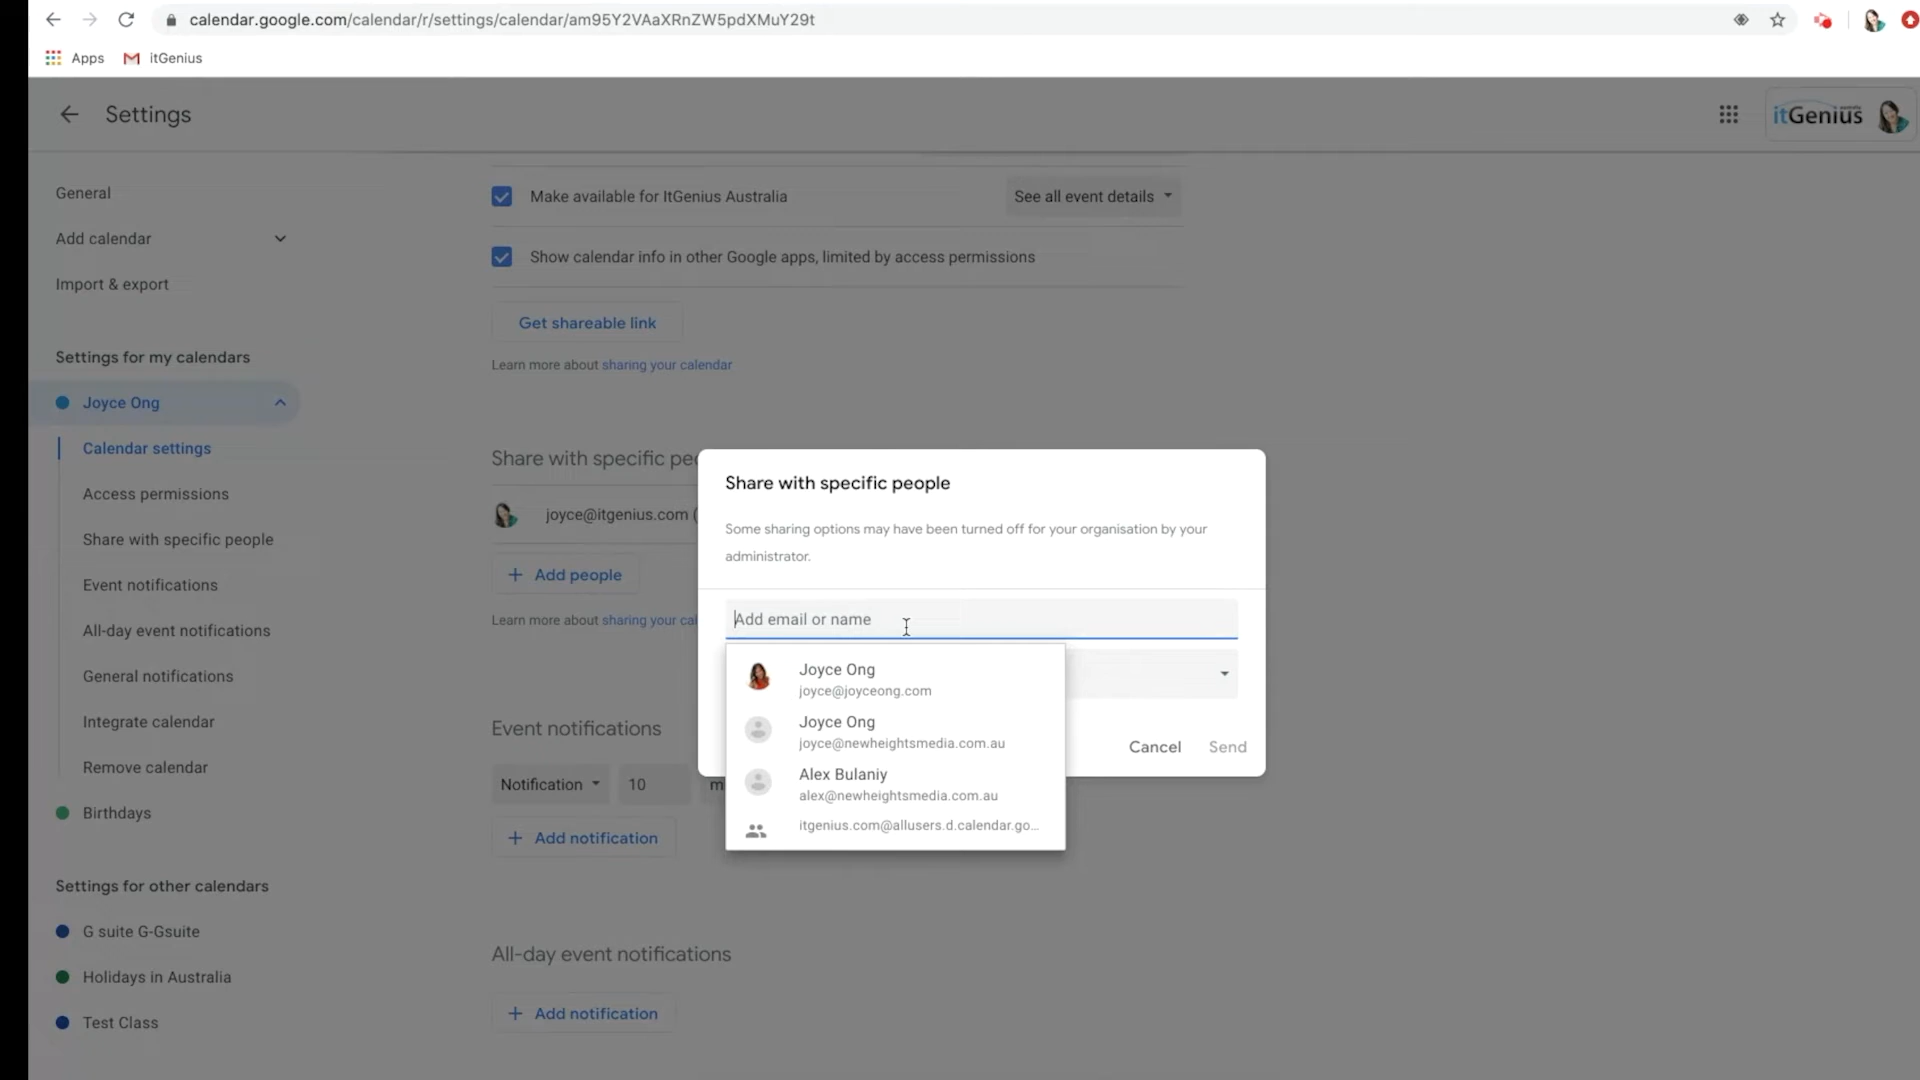 calendar.google.com/calendar/r/settings/calendar/am95Y2VAaXRnZW5pdXMuY29t
Apps
itGenius
Settings
itGenius
australia
General
Add calendar
Import & export
Settings for my calendars
Joyce Ong
Calendar settings
Access permissions
Share with specific people
Event notifications
All-day event notifications
General notifications
Integrate calendar
Remove calendar
Birthdays
Settings for other calendars
G suite G-Gsuite
Holidays in Australia
Test Class
Make available for ItGenius Australia
See all event details
Show calendar info in other Google apps, limited by access permissions
Get shareable link
Learn more about sharing your calendar
Share with specific pe
joyce@itgenius.com (
+ Add people
Learn more about sharing your cal
Event notifications
Notification
10
m
+ Add notification
All-day event notifications
+ Add notification
Share with specific people
Some sharing options may have been turned off for your organisation by your
administrator.
Add email or name
Joyce Ong
joyce@joyceong.com
Joyce Ong
joyce@newheightsmedia.com.au
Alex Bulaniy
alex@newheightsmedia.com.au
itgenius.com@allusers.d.calendar.go...
Cancel
Send